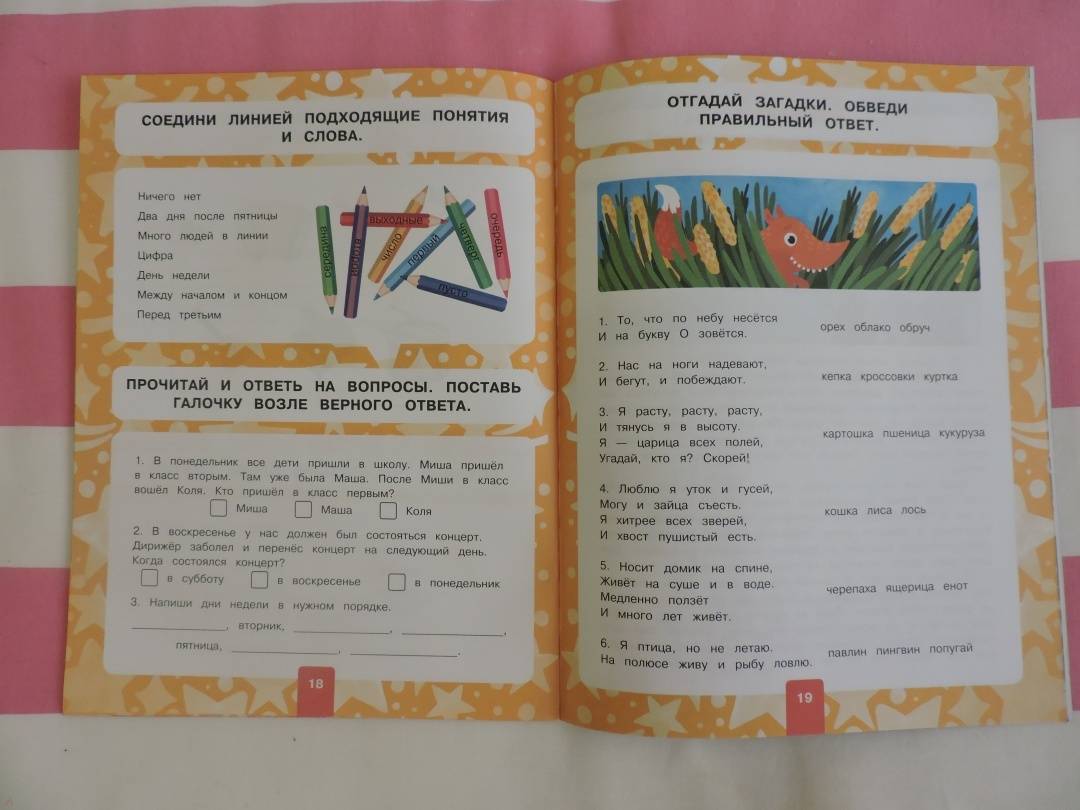 СОЕДИНИ ЛИНИЕЙ ПОДХОДЯЩИЕ ПОНЯТИЯ
И СЛОВА.
Ничего нет
Два дня после пятницы
Много людей в линии
Цифра
День недели
Между началом и концом
Перед третьим
середина
выходные
число
первый
четверг
очередь
пусто
ПРОЧИТАЙ И ОТВЕТЬ НА ВОПРОСЫ. ПОСТАВЬ
ГАЛОЧКУ ВОЗЛЕ ВЕРНОГО ОТВЕТА.
1. В понедельник все дети пришли в школу. Миша пришёл
в класс вторым. Там уже была Маша. После Миши в класс
вошёл Коля. Кто пришёл в класс первым?
Миша Маша Коля
2. В воскресенье у нас должен был состояться концерт.
Дирижёр заболел и перенёс концерт на следующий день.
Когда состоялся концерт?
в субботу в воскресенье в понедельник
3. Напиши дни недели в нужном порядке.
____________, вторник, ____________, ____________,
пятница, ____________, ____________.
18
ОТГАДАЙ ЗАГАДКИ. ОБВЕДИ
ПРАВИЛЬНЫЙ ОТВЕТ.
1. То, что по небу несётся
И на букву О зовётся.
орех облако обруч
2. Нас на ноги надевают,
И бегут, и побеждают.
кепка кроссовки куртка
3. Я расту, расту, расту,
И тянусь я в высоту.
Я — царица всех полей,
Угадай, кто я? Скорей!
картошка пшеница кукуруза
4. Люблю я уток и гусей,
Могу и зайца съесть.
Я хитрее всех зверей,
И хвост пушистый есть.
кошка лиса лось
5. Носит домик на спине,
Живёт на суше и в воде.
Медленно ползёт
И много лет живёт.
черепаха ящерица енот
6. Я птица, но не летаю.
На полюсе живу и рыбу ловлю.
павлин пингвин попугай
19